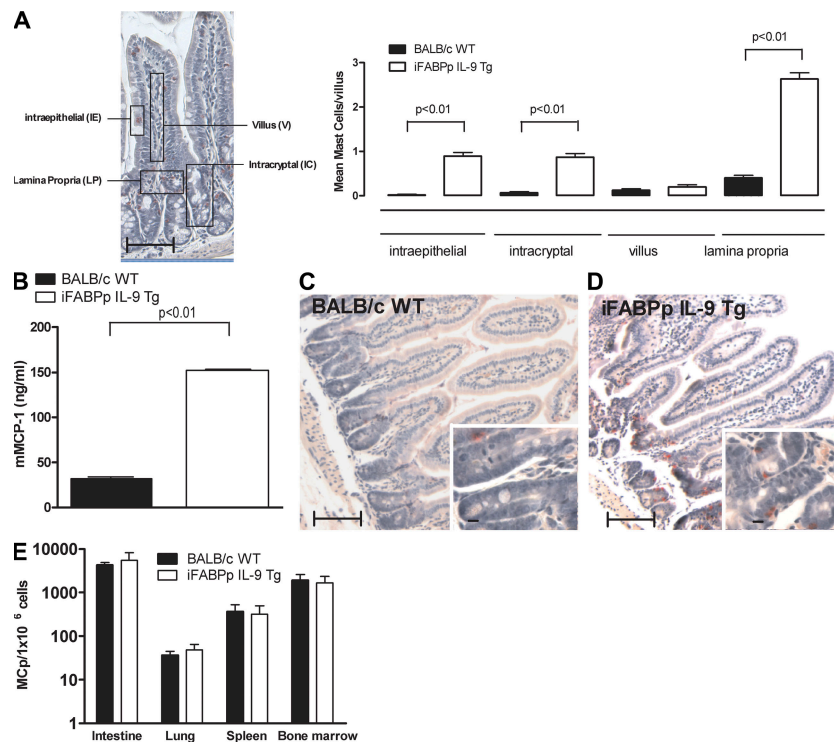 A
intraepithelial (IE)
Villus (V)
Intracryptal (IC)
Lamina Propria (LP)
BALB/c WT
iFABPp IL-9 Tg
p<0.01
p<0.01
p<0.01
Mean Mast Cells/villus
3
2
1
0
intraepithelial
intracryptal
villus
lamina propria
B
BALB/c WT
iFABPp IL-9 Tg
p<0.01
mMCP-1 (ng/ml)
200
150
100
50
0
C
BALB/c WT
D
iFABPp IL-9 Tg
E
BALB/c WT
iFABPp IL-9 Tg
MCp/1x10 6 cells
10000
1000
100
10
1
Intestine
Lung
Spleen
Bone marrow